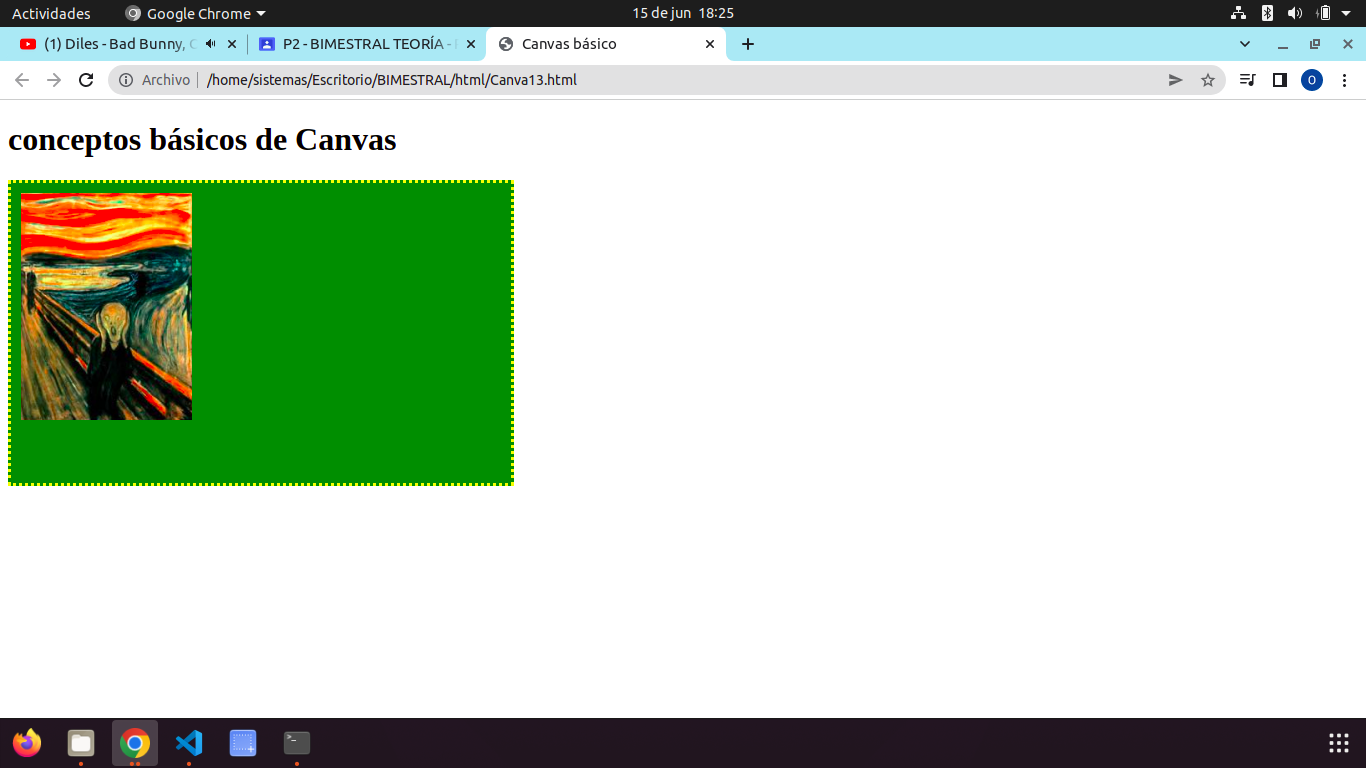 Actividades
Google Chrome
15 de jun 18:25
(1) Diles - Bad Bunny,
P2 - BIMESTRAL TEORÍA -
Canvas básico
Archivo
/home/sistemas/Escritorio/BIMESTRAL/html/Canva13.html
O
conceptos básicos de Canvas